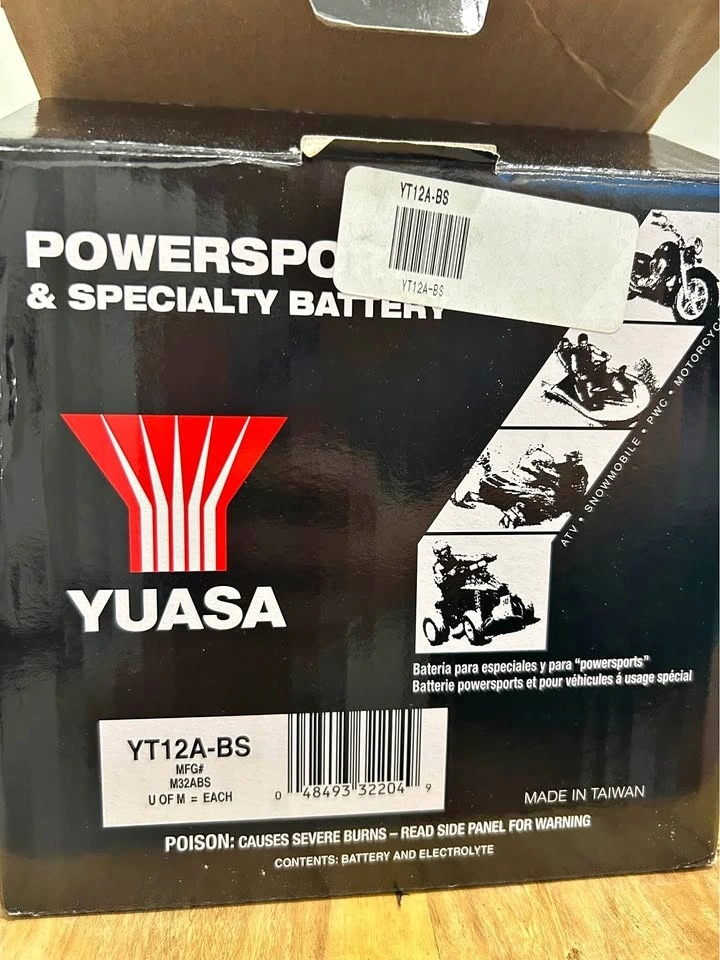 YT12A-BS
YT12A-BS
POWERSPO
& SPECIALTY BATTERY
ATV • SNOWMOBILE • PWC • MOTORCYC
YUASA
Batería para especiales y para “powersports”
Batterie powersports et pour véhicules á usage spécial
YT12A-BS
MFG#
M32ABS
U OF M = EACH
0 48493 32204 9
MADE IN TAIWAN
POISON: CAUSES SEVERE BURNS – READ SIDE PANEL FOR WARNING
CONTENTS: BATTERY AND ELECTROLYTE